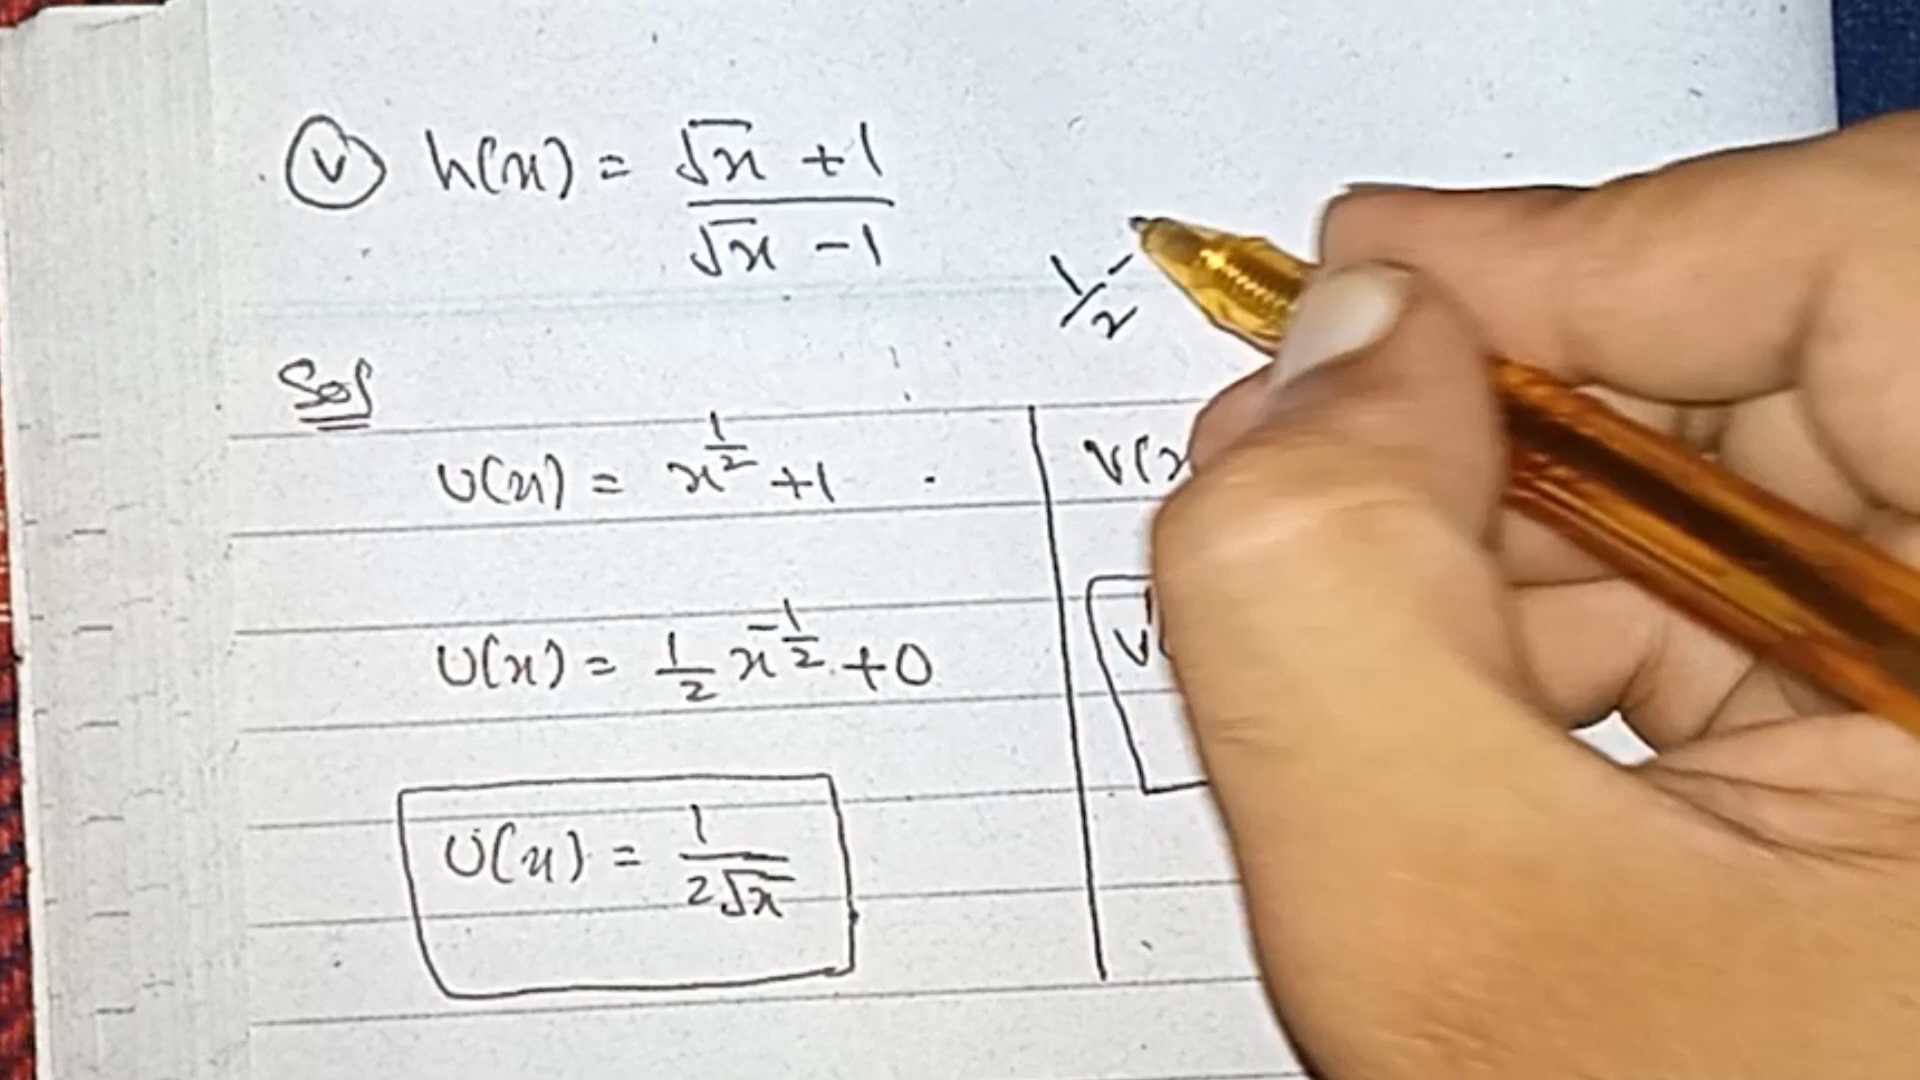 (v) h(x) = √x + 1 / √x - 1
1/2 -
Sol
U(x) = x^1/2 + 1
V(x
U(x) = 1/2 x^-1/2 + 0
V'
U(x) = 1 / 2√x